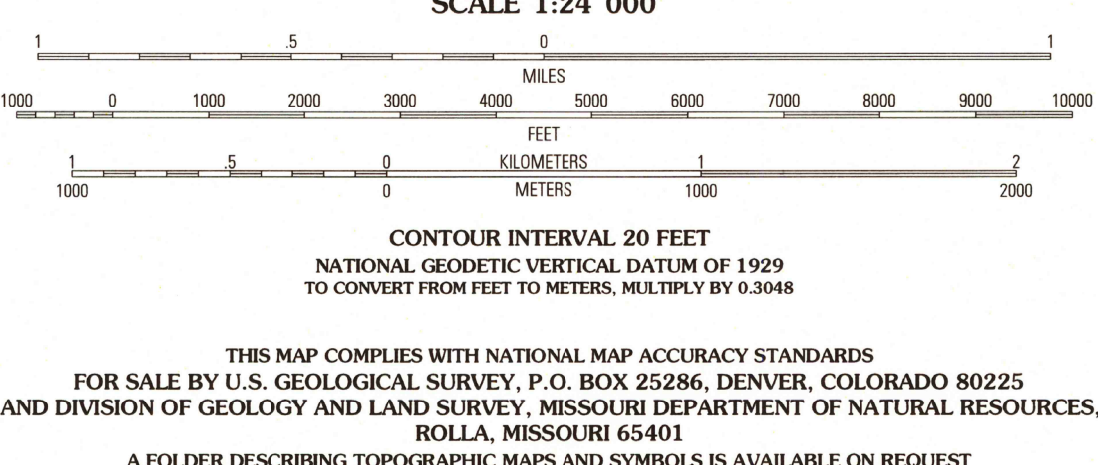 SCALE 1:24 000
1 .5 0 1
MILES
1000 0 1000 2000 3000 4000 5000 6000 7000 8000 9000 10000
FEET
1 .5 0 KILOMETERS 1 2
1000 0 METERS 1000 2000
CONTOUR INTERVAL 20 FEET
NATIONAL GEODETIC VERTICAL DATUM OF 1929
TO CONVERT FROM FEET TO METERS, MULTIPLY BY 0.3048
THIS MAP COMPLIES WITH NATIONAL MAP ACCURACY STANDARDS
FOR SALE BY U.S. GEOLOGICAL SURVEY, P.O. BOX 25286, DENVER, COLORADO 80225
AND DIVISION OF GEOLOGY AND LAND SURVEY, MISSOURI DEPARTMENT OF NATURAL RESOURCES,
ROLLA, MISSOURI 65401
A FOLDER DESCRIBING TOPOGRAPHIC MAPS AND SYMBOLS IS AVAILABLE ON REQUEST